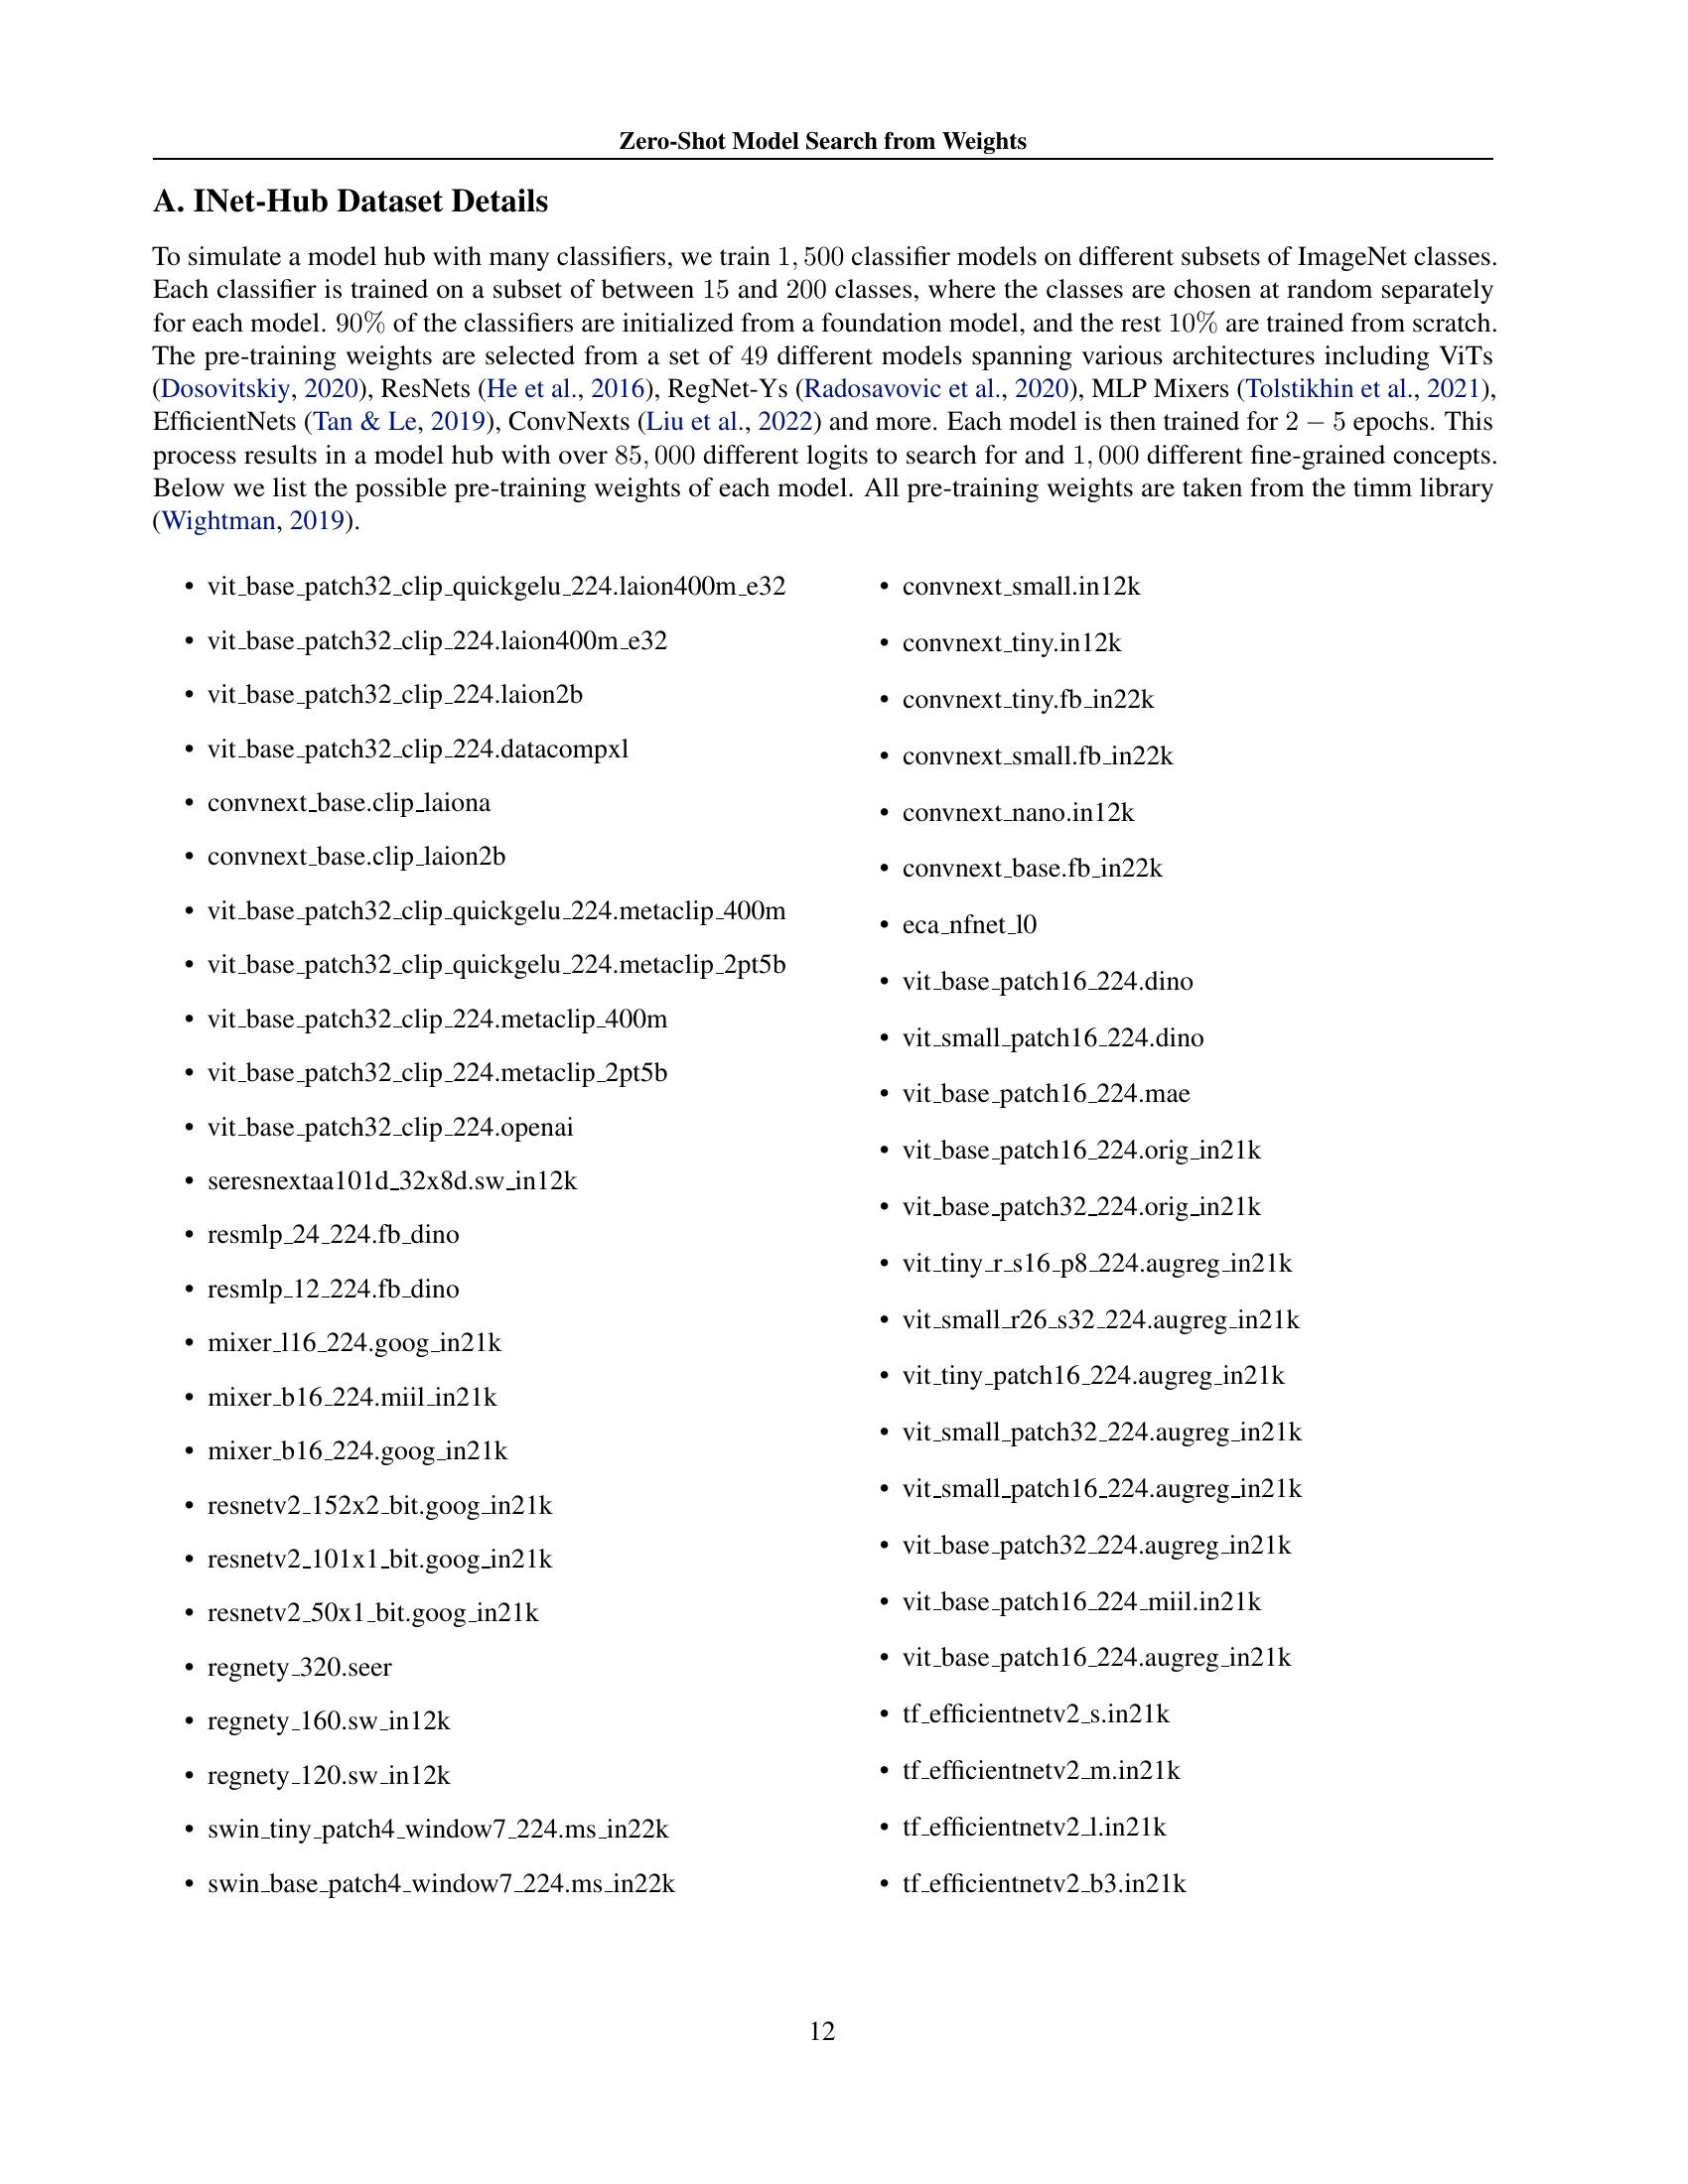 Zero-Shot Model Search from Weights
A. INet-Hub Dataset Details
To simulate a model hub with many classifiers, we train 1, 500 classifier models on different subsets of ImageNet classes.
Each classifier is trained on a subset of between 15 and 200 classes, where the classes are chosen at random separately
for each model. 90% of the classifiers are initialized from a foundation model, and the rest 10% are trained from scratch.
The pre-training weights are selected from a set of 49 different models spanning various architectures including ViTs
(Dosovitskiy, 2020), ResNets (He et al., 2016), RegNet-Ys (Radosavovic et al., 2020), MLP Mixers (Tolstikhin et al., 2021),
EfficientNets (Tan & Le, 2019), ConvNexts (Liu et al., 2022) and more. Each model is then trained for 2 − 5 epochs. This
process results in a model hub with over 85, 000 different logits to search for and 1, 000 different fine-grained concepts.
Below we list the possible pre-training weights of each model. All pre-training weights are taken from the timm library
(Wightman, 2019).
• vit_base_patch32_clip_quickgelu_224.laion400m_e32
• vit_base_patch32_clip_224.laion400m_e32
• vit_base_patch32_clip_224.laion2b
• vit_base_patch32_clip_224.datacompxl
• convnext_base.clip_laiona
• convnext_base.clip_laion2b
• vit_base_patch32_clip_quickgelu_224.metaclip_400m
• vit_base_patch32_clip_quickgelu_224.metaclip_2pt5b
• vit_base_patch32_clip_224.metaclip_400m
• vit_base_patch32_clip_224.metaclip_2pt5b
• vit_base_patch32_clip_224.openai
• seresnextaa101d_32x8d.sw_in12k
• resmlp_24_224.fb_dino
• resmlp_12_224.fb_dino
• mixer_l16_224.goog_in21k
• mixer_b16_224.miil_in21k
• mixer_b16_224.goog_in21k
• resnetv2_152x2_bit.goog_in21k
• resnetv2_101x1_bit.goog_in21k
• resnetv2_50x1_bit.goog_in21k
• regnety_320.seer
• regnety_160.sw_in12k
• regnety_120.sw_in12k
• swin_tiny_patch4_window7_224.ms_in22k
• swin_base_patch4_window7_224.ms_in22k
• convnext_small.in12k
• convnext_tiny.in12k
• convnext_tiny.fb_in22k
• convnext_small.fb_in22k
• convnext_nano.in12k
• convnext_base.fb_in22k
• eca_nfnet_l0
• vit_base_patch16_224.dino
• vit_small_patch16_224.dino
• vit_base_patch16_224.mae
• vit_base_patch16_224.orig_in21k
• vit_base_patch32_224.orig_in21k
• vit_tiny_r_s16_p8_224.augreg_in21k
• vit_small_r26_s32_224.augreg_in21k
• vit_tiny_patch16_224.augreg_in21k
• vit_small_patch32_224.augreg_in21k
• vit_small_patch16_224.augreg_in21k
• vit_base_patch32_224.augreg_in21k
• vit_base_patch16_224_miil.in21k
• vit_base_patch16_224.augreg_in21k
• tf_efficientnetv2_s.in21k
• tf_efficientnetv2_m.in21k
• tf_efficientnetv2_l.in21k
• tf_efficientnetv2_b3.in21k
12